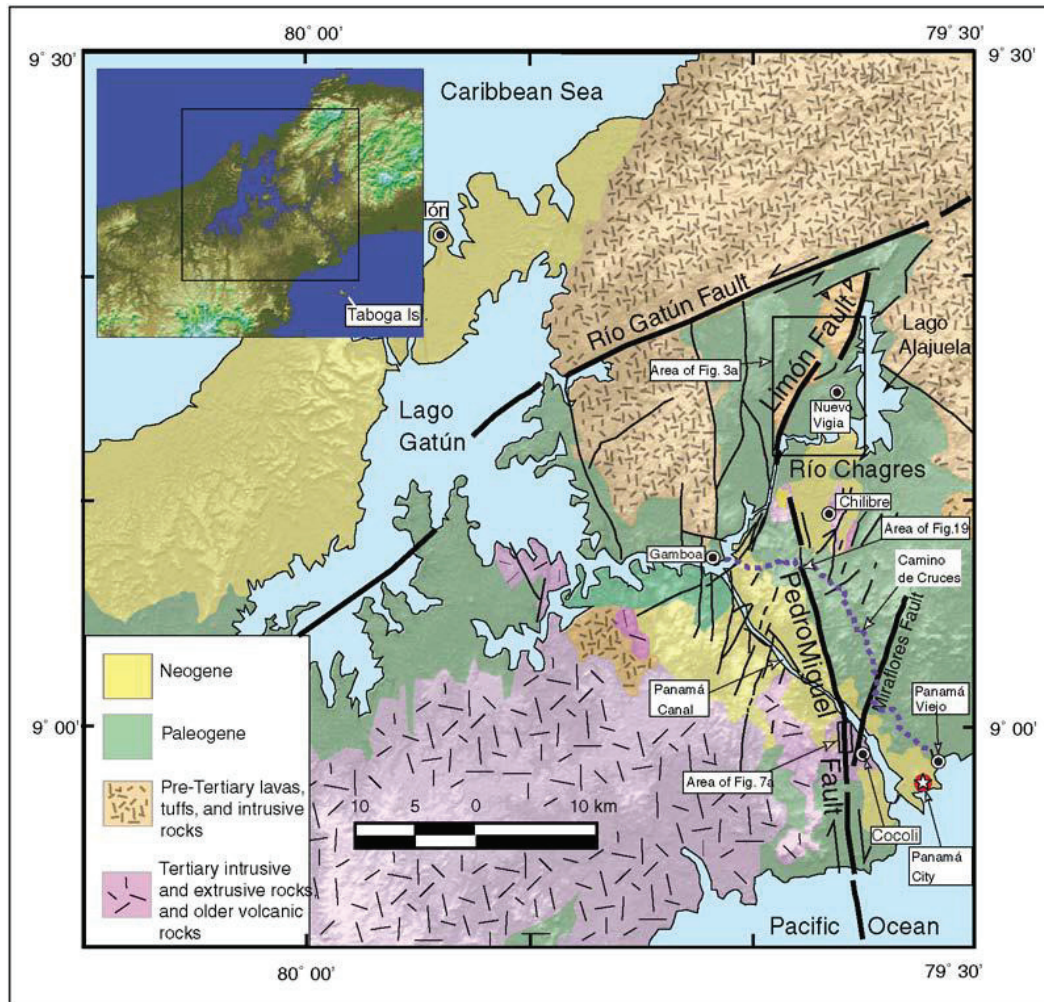 80° 00'
79° 30'
9° 30'
9° 30'
Caribbean Sea
lón
Taboga Is.
Río Gatún Fault
Limón Fault
Lago
Alajuela
Area of Fig. 3a
Lago
Gatún
Nuevo
Vigia
Río Chagres
Chilibre
Area of Fig.19
Gamboa
Camino
de Cruces
Pedro Miguel Fault
Miraflores Fault
Panamá
Canal
Panamá
Viejo
9° 00'
9° 00'
Area of Fig. 7a
Cocoli
Panamá
City
Neogene
Paleogene
Pre-Tertiary lavas,
tuffs, and intrusive
rocks
Tertiary intrusive
and extrusive rocks,
and older volcanic
rocks
10 5 0 10 km
Pacific Ocean
80° 00'
79° 30'